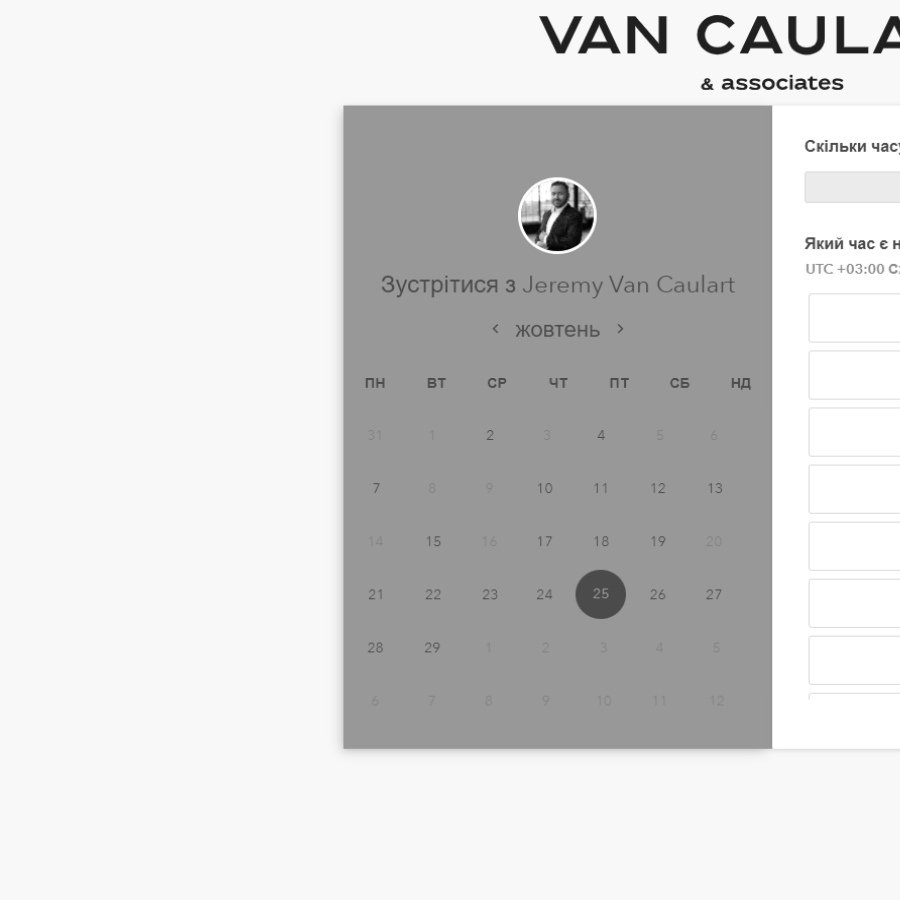 VAN CAULA
& associates
Зустрітися з Jeremy Van Caulart
жовтень
ПН ВТ СР ЧТ ПТ СБ НД
31 1 2 3 4 5 6
7 8 9 10 11 12 13
14 15 16 17 18 19 20
21 22 23 24 25 26 27
28 29 1 2 3 4 5
6 7 8 9 10 11 12
Скільки часу
Який час є
UTC +03:00